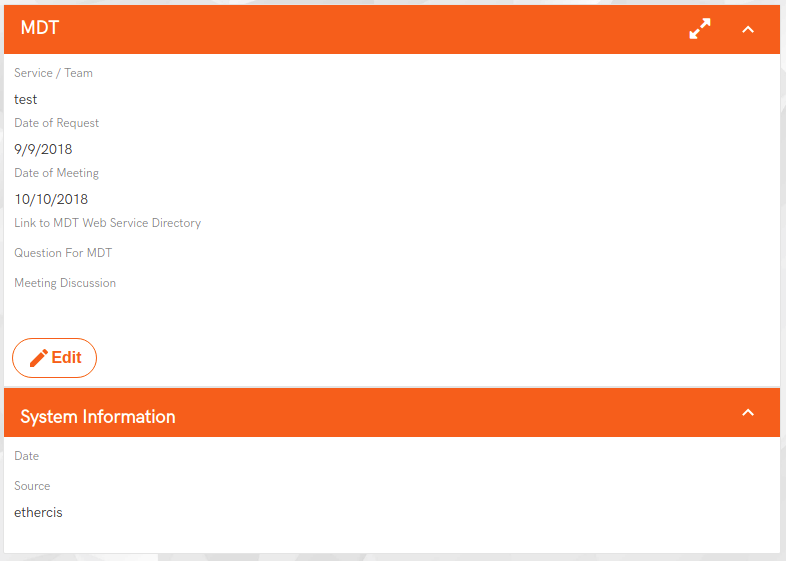 MDT
Service / Team
test
Date of Request
9/9/2018
Date of Meeting
10/10/2018
Link to MDT Web Service Directory
Question For MDT
Meeting Discussion
Edit
System Information
Date
Source
ethercis